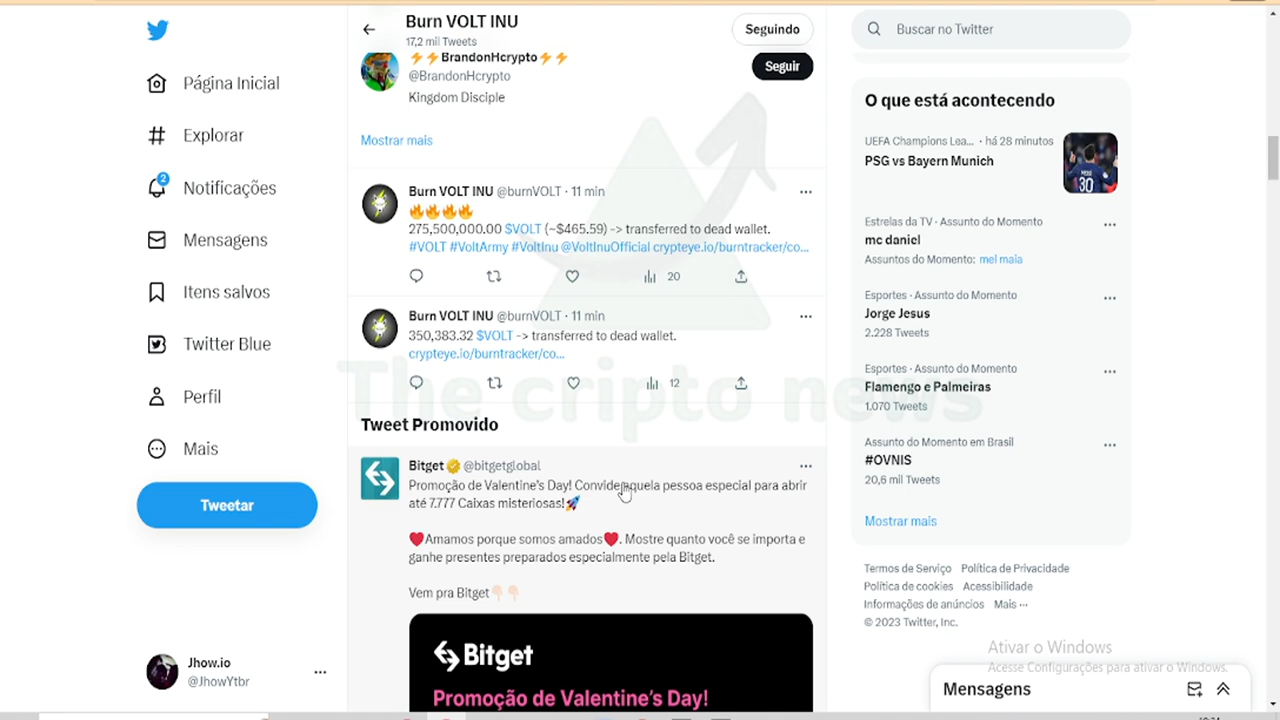 Burn VOLT INU
17,2 mil Tweets
Seguindo
⚡⚡BrandonHcrypto⚡⚡
@BrandonHcrypto
Kingdom Disciple
Seguir
Mostrar mais
Burn VOLT INU @burnVOLT · 11 min
🔥🔥🔥🔥
275,500,000.00 $VOLT (~$465.59) -> transferred to dead wallet.
#VOLT #VoltArmy #VoltInu @VoltInuOfficial crypteye.io/burntracker/co...
20
Burn VOLT INU @burnVOLT · 11 min
350,383.32 $VOLT -> transferred to dead wallet.
crypteye.io/burntracker/co...
12
Tweet Promovido
Bitget @bitgetglobal
Promoção de Valentine's Day! Convide aquela pessoa especial para abrir
até 7.777 Caixas misteriosas!🚀
❤️Amamos porque somos amados❤️. Mostre quanto você se importa e
ganhe presentes preparados especialmente pela Bitget.
Vem pra Bitget👇🏻👇🏻
Bitget
Promoção de Valentine's Day!
Página Inicial
Explorar
2
Notificações
Mensagens
Itens salvos
Twitter Blue
Perfil
Mais
Tweetar
Jhow.io
@JhowYtbr
Buscar no Twitter
O que está acontecendo
UEFA Champions Lea... · há 28 minutos
PSG vs Bayern Munich
Estrelas da TV · Assunto do Momento
mc daniel
Assuntos do Momento: mel maia
Esportes · Assunto do Momento
Jorge Jesus
2.228 Tweets
Esportes · Assunto do Momento
Flamengo e Palmeiras
1.070 Tweets
Assunto do Momento em Brasil
#OVNIS
20,6 mil Tweets
Mostrar mais
Termos de Serviço Política de Privacidade
Política de cookies Acessibilidade
Informações de anúncios Mais ···
© 2023 Twitter, Inc.
Ativar o Windows
Acesse Configurações para ativar o Windows.
Mensagens
The cripto news